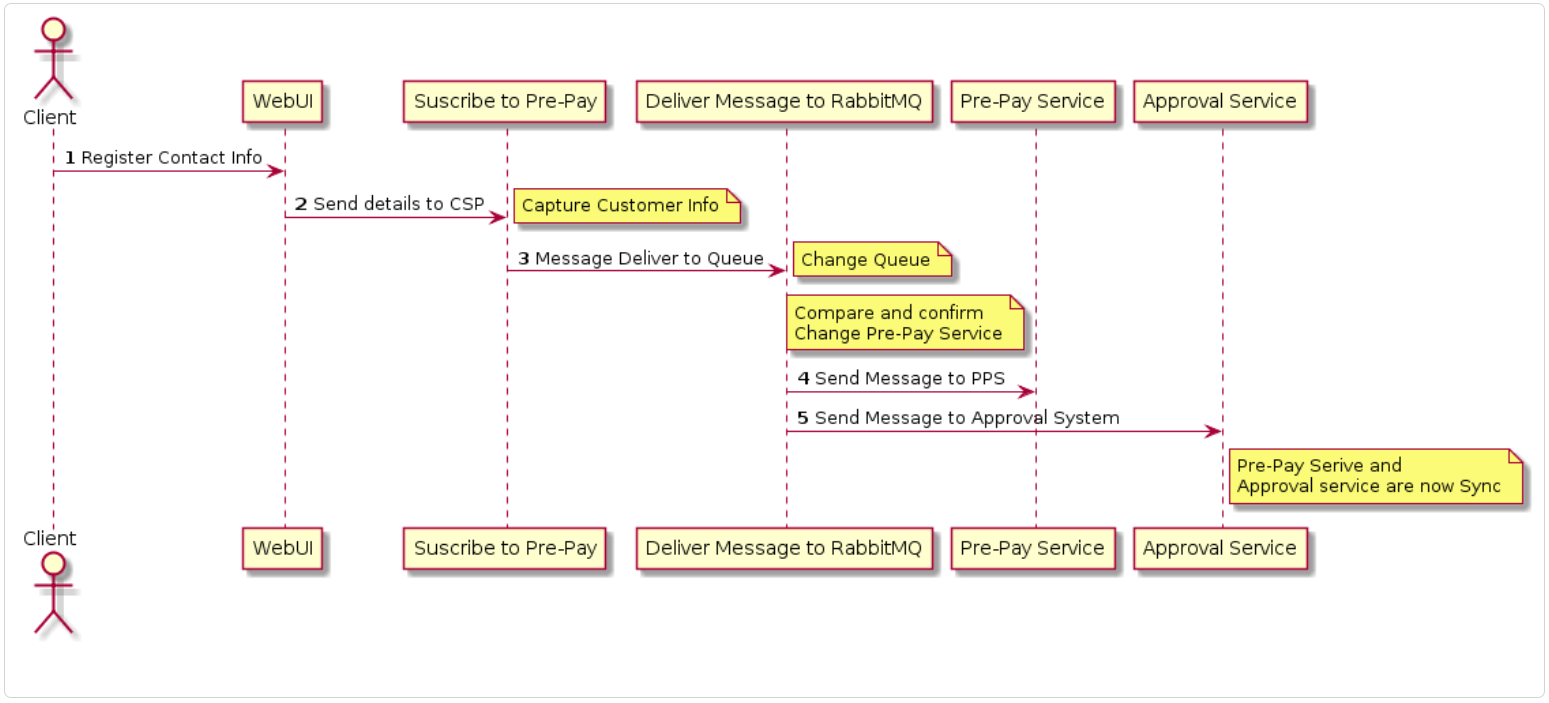 Client
WebUI
Suscribe to Pre-Pay
Deliver Message to RabbitMQ
Pre-Pay Service
Approval Service
1 Register Contact Info
2 Send details to CSP
Capture Customer Info
3 Message Deliver to Queue
Change Queue
Compare and confirm
Change Pre-Pay Service
4 Send Message to PPS
5 Send Message to Approval System
Pre-Pay Serive and
Approval service are now Sync
Client
WebUI
Suscribe to Pre-Pay
Deliver Message to RabbitMQ
Pre-Pay Service
Approval Service